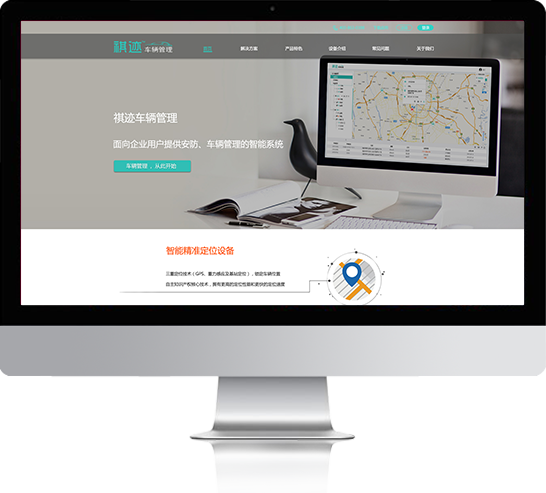 祺迹 车辆管理
首页 解决方案 产品特色 设备介绍 常见问题 关于我们
祺迹车辆管理
面向企业用户提供安防、车辆管理的智能系统
车辆管理，从此开始
智能精准定位设备
三重定位技术（GPS、重力感应及基站定位），锁定车辆位置
自主知识产权核心技术，拥有更高的定位性能和更快的定位速度